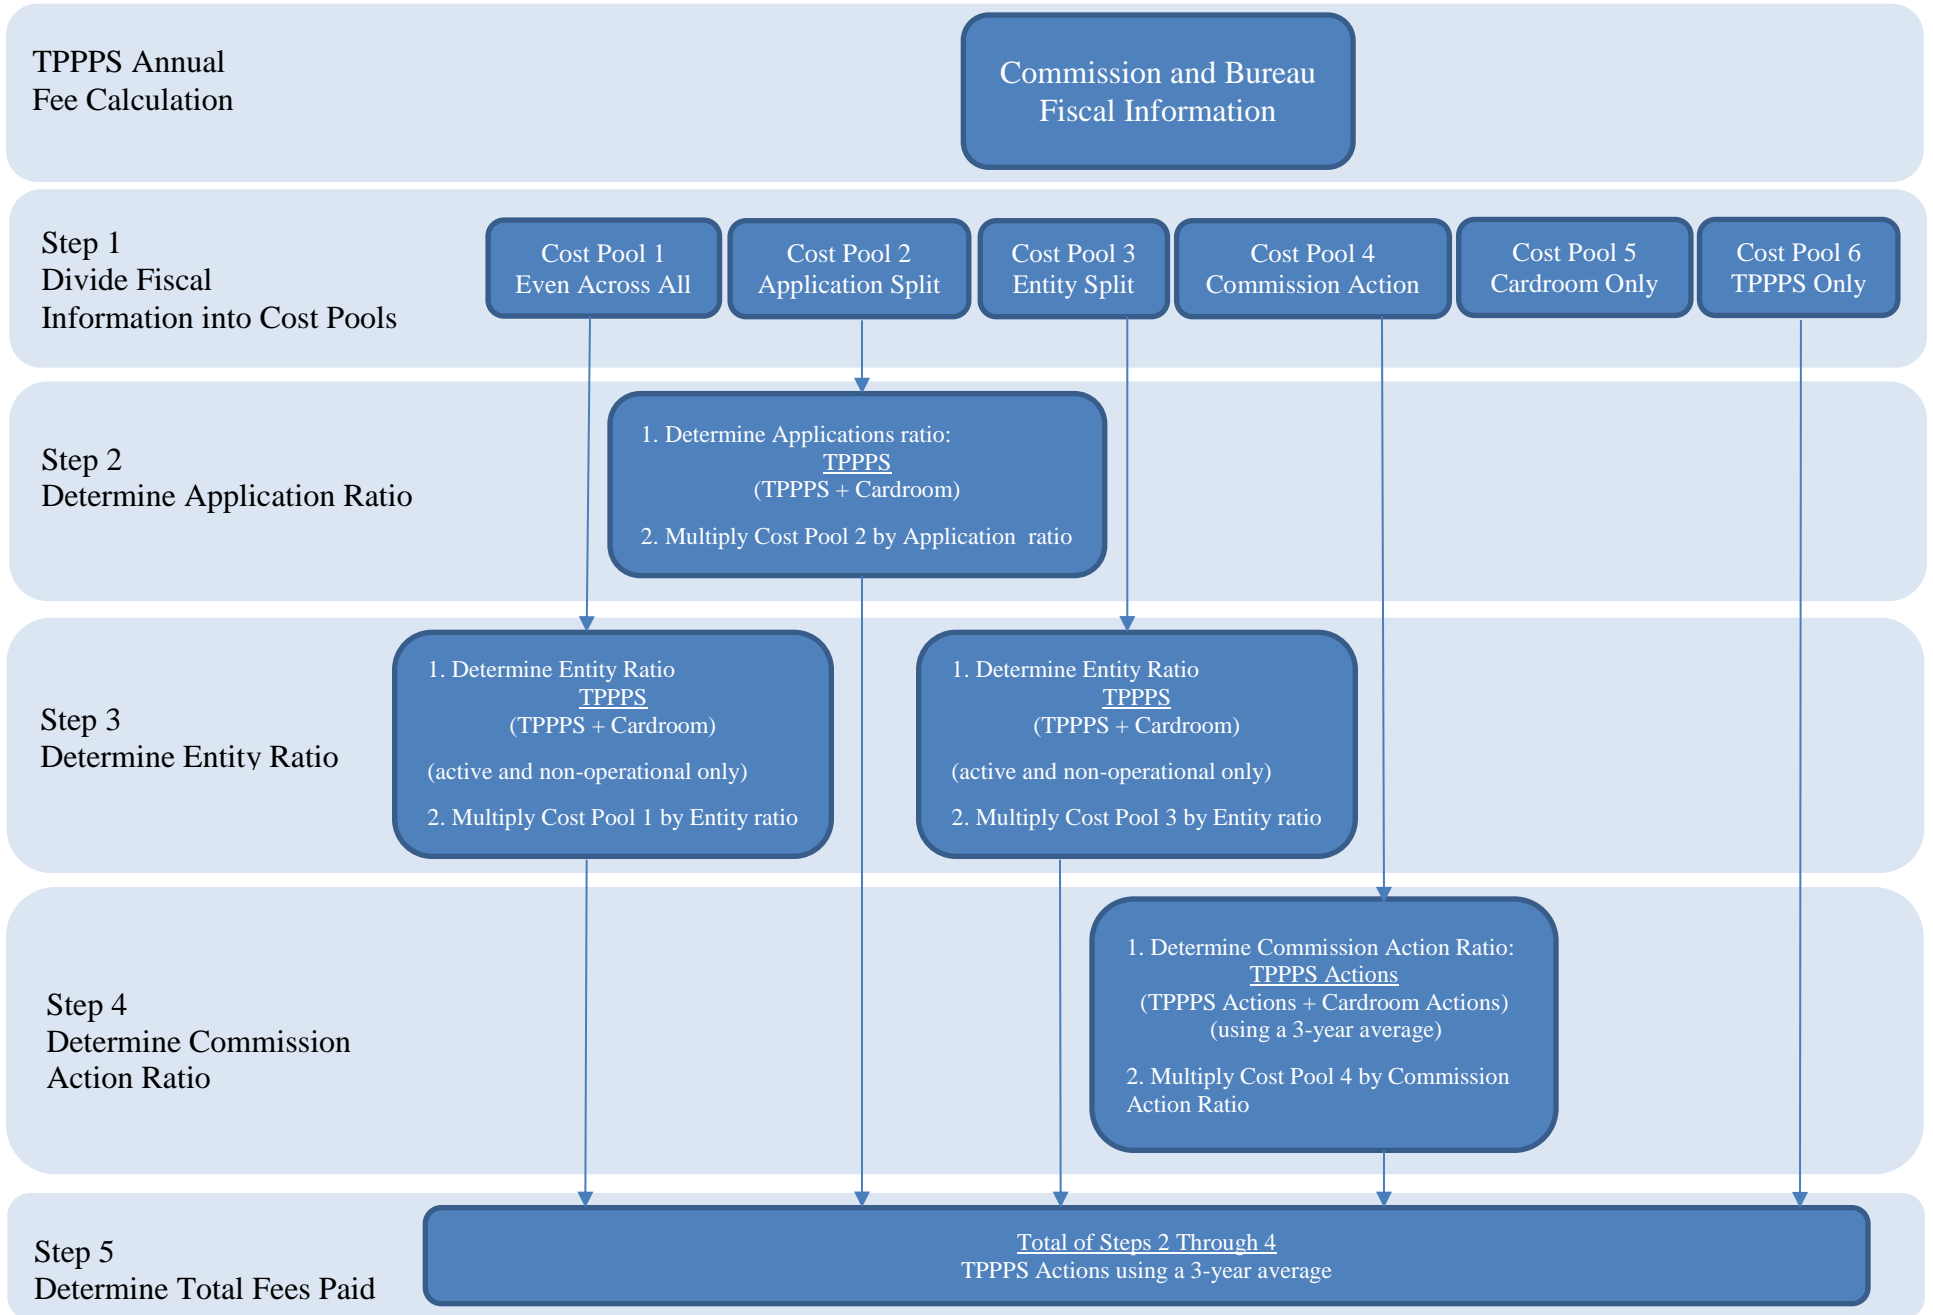 TPPPS Annual
Fee Calculation
Commission and Bureau
Fiscal Information
Step 1
Divide Fiscal
Information into Cost Pools
Cost Pool 1
Even Across All
Cost Pool 2
Application Split
Cost Pool 3
Entity Split
Cost Pool 4
Commission Action
Cost Pool 5
Cardroom Only
Cost Pool 6
TPPPS Only
Step 2
Determine Application Ratio
1. Determine Applications ratio:
TPPPS
(TPPPS + Cardroom)
2. Multiply Cost Pool 2 by Application ratio
Step 3
Determine Entity Ratio
1. Determine Entity Ratio
TPPPS
(TPPPS + Cardroom)
(active and non-operational only)
2. Multiply Cost Pool 1 by Entity ratio
1. Determine Entity Ratio
TPPPS
(TPPPS + Cardroom)
(active and non-operational only)
2. Multiply Cost Pool 3 by Entity ratio
Step 4
Determine Commission
Action Ratio
1. Determine Commission Action Ratio:
TPPPS Actions
(TPPPS Actions + Cardroom Actions)
(using a 3-year average)
2. Multiply Cost Pool 4 by Commission
Action Ratio
Step 5
Determine Total Fees Paid
Total of Steps 2 Through 4
TPPPS Actions using a 3-year average